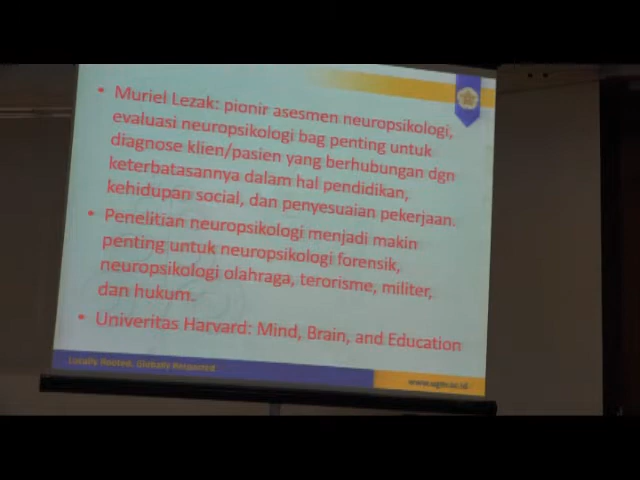 • Muriel Lezak: pionir asesmen neuropsikologi,
evaluasi neuropsikologi bag penting untuk
diagnose klien/pasien yang berhubungan dgn
keterbatasannya dalam hal pendidikan,
kehidupan social, dan penyesuaian pekerjaan.
• Penelitian neuropsikologi menjadi makin
penting untuk neuropsikologi forensik,
neuropsikologi olahraga, terorisme, militer,
dan hukum.
• Univeritas Harvard: Mind, Brain, and Education
Locally Rooted, Globally Respected
www.ugm.ac.id